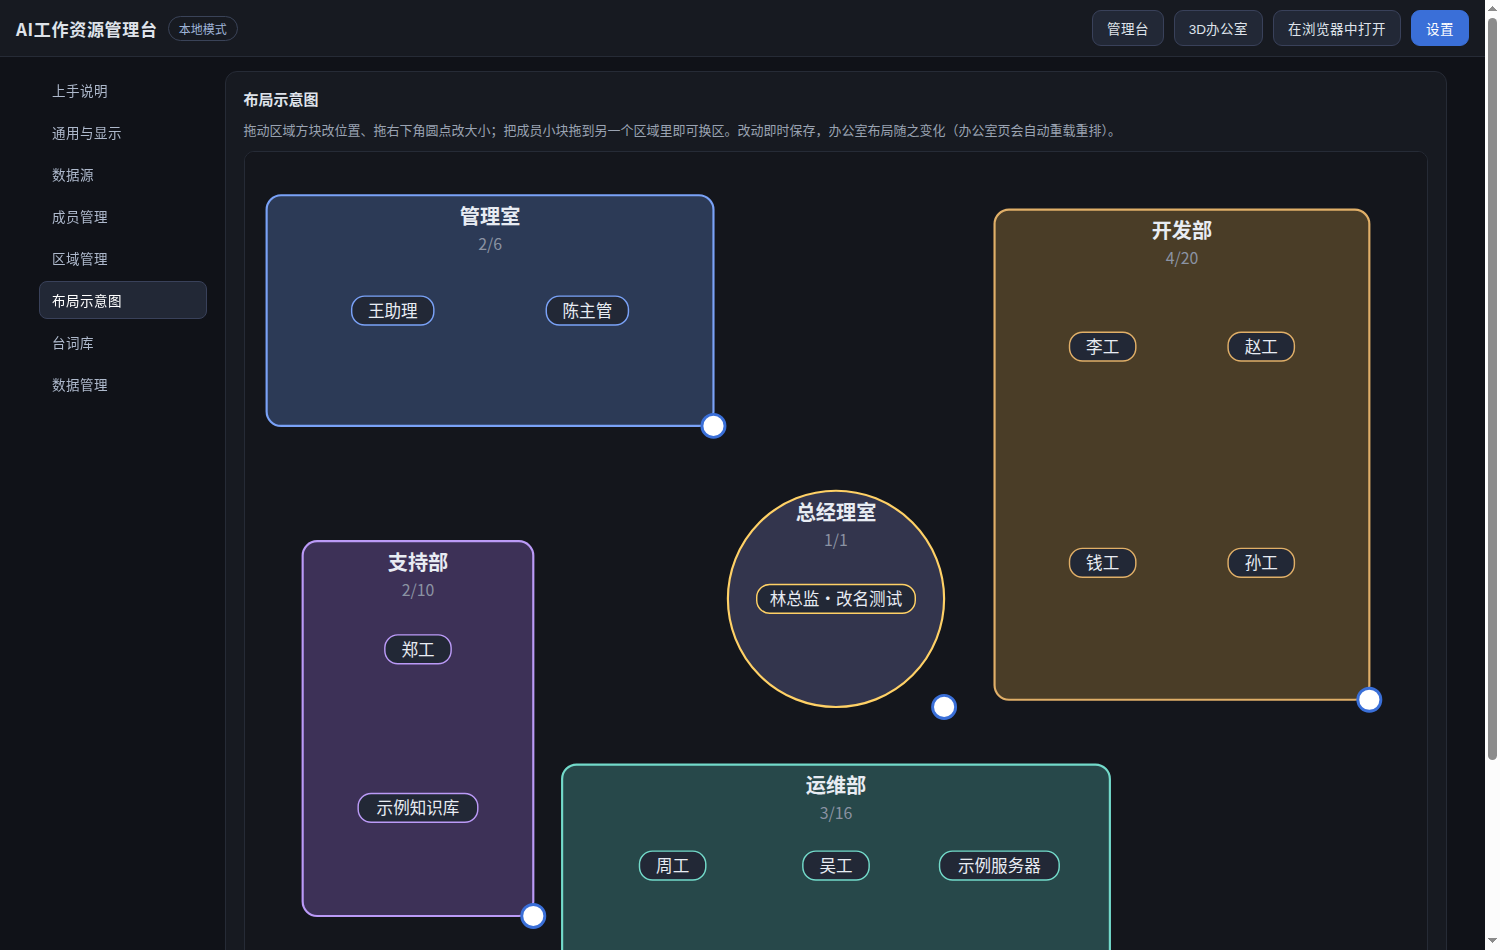 AI工作资源管理台
本地模式
管理台
3D办公室
在浏览器中打开
设置
上手说明
通用与显示
数据源
成员管理
区域管理
布局示意图
台词库
数据管理
布局示意图
拖动区域方块改位置、拖右下角圆点改大小；把成员小块拖到另一个区域里即可换区。改动即时保存，办公室布局随之变化（办公室页会自动重载重排）。
管理室
2/6
王助理
陈主管
开发部
4/20
李工
赵工
钱工
孙工
总经理室
1/1
林总监·改名测试
支持部
2/10
郑工
示例知识库
运维部
3/16
周工
吴工
示例服务器